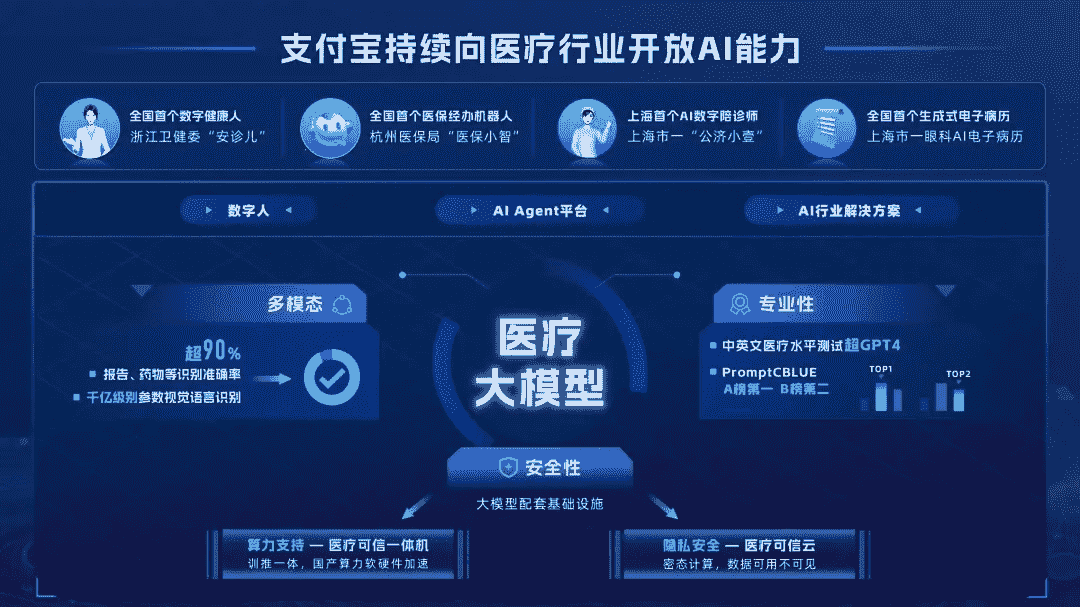 支付宝持续向医疗行业开放AI能力
全国首个数字健康人
浙江卫健委“安诊儿”
全国首个医保经办机器人
杭州医保局“医保小智”
上海首个AI数字陪诊师
上海市一“公济小壹”
全国首个生成式电子病历
上海市一眼科AI电子病历
数字人
AI Agent平台
AI行业解决方案
多模态
超90%
报告、药物等识别准确率
千亿级别参数视觉语言识别
医疗
大模型
专业性
中英文医疗水平测试超GPT4
PromptCBLUE
A榜第一 B榜第二
TOP1
TOP2
安全性
大模型配套基础设施
算力支持 — 医疗可信一体机
训推一体，国产算力软硬件加速
隐私安全 — 医疗可信云
密态计算，数据可用不可见